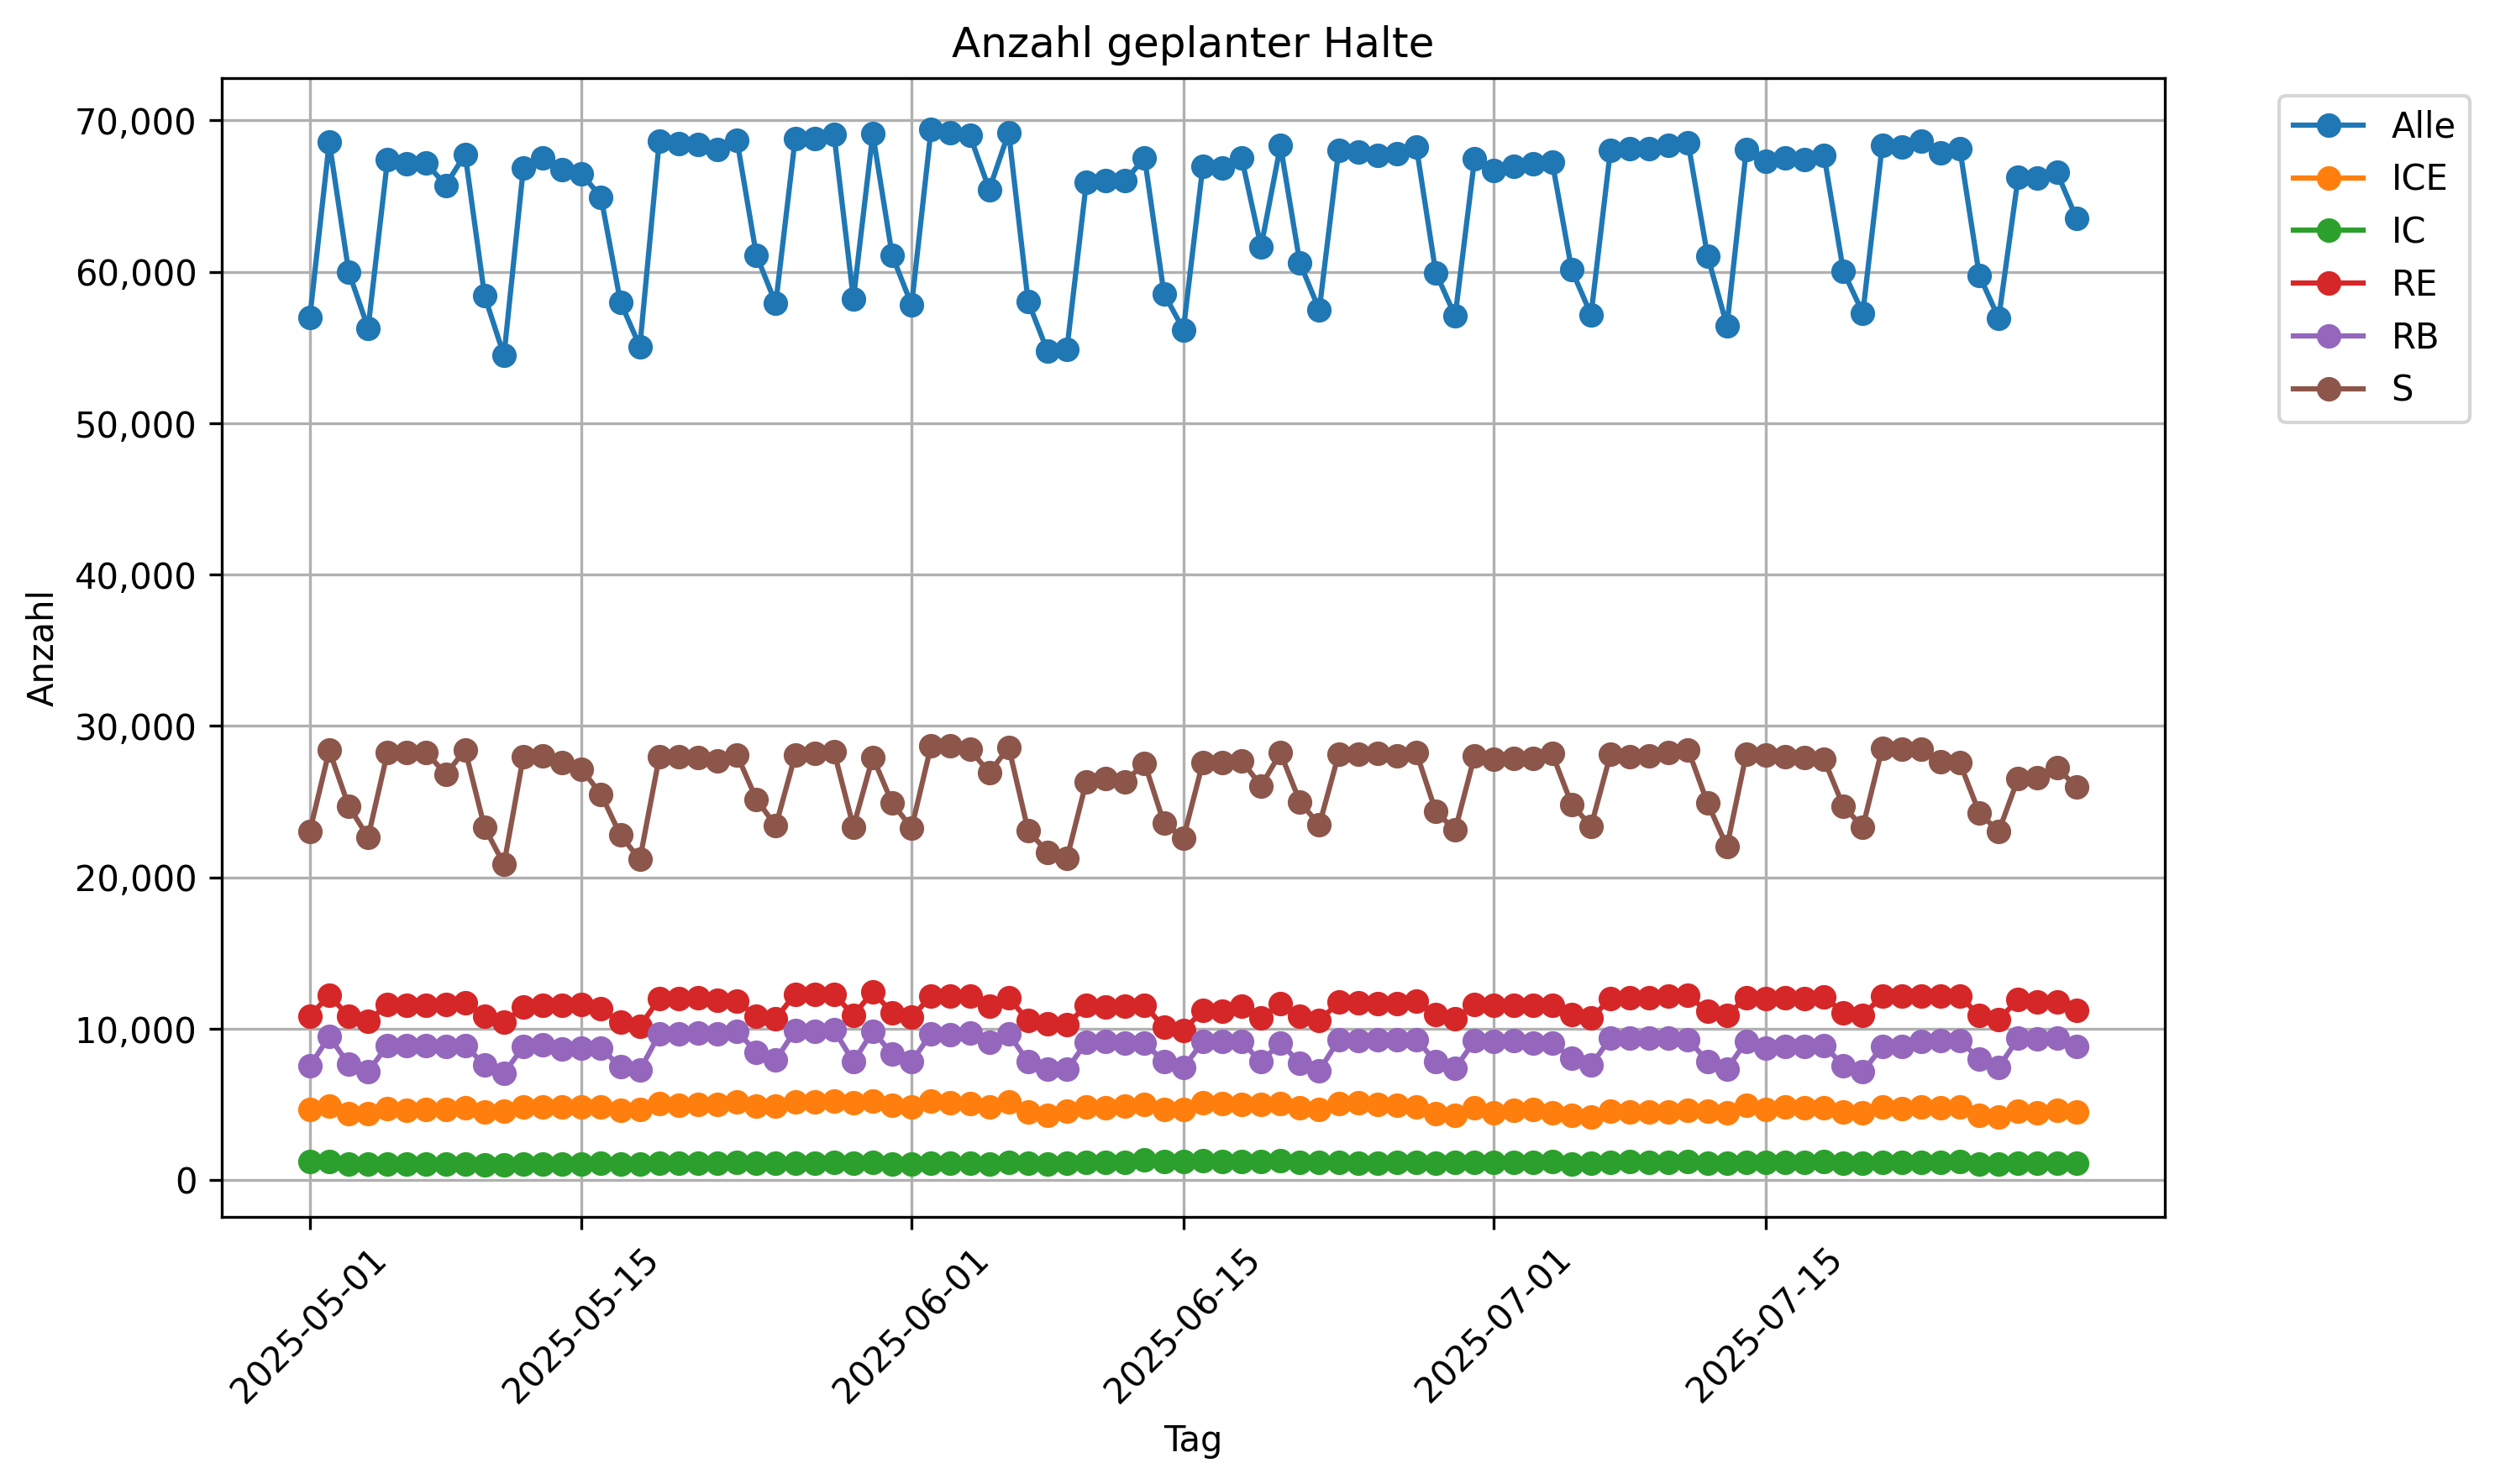 Anzahl geplanter Halte
70,000
60,000
50,000
40,000
30,000
20,000
10,000
0
Anzahl
2025-05-01
2025-05-15
2025-06-01
2025-06-15
2025-07-01
2025-07-15
Tag
Alle
ICE
IC
RE
RB
S